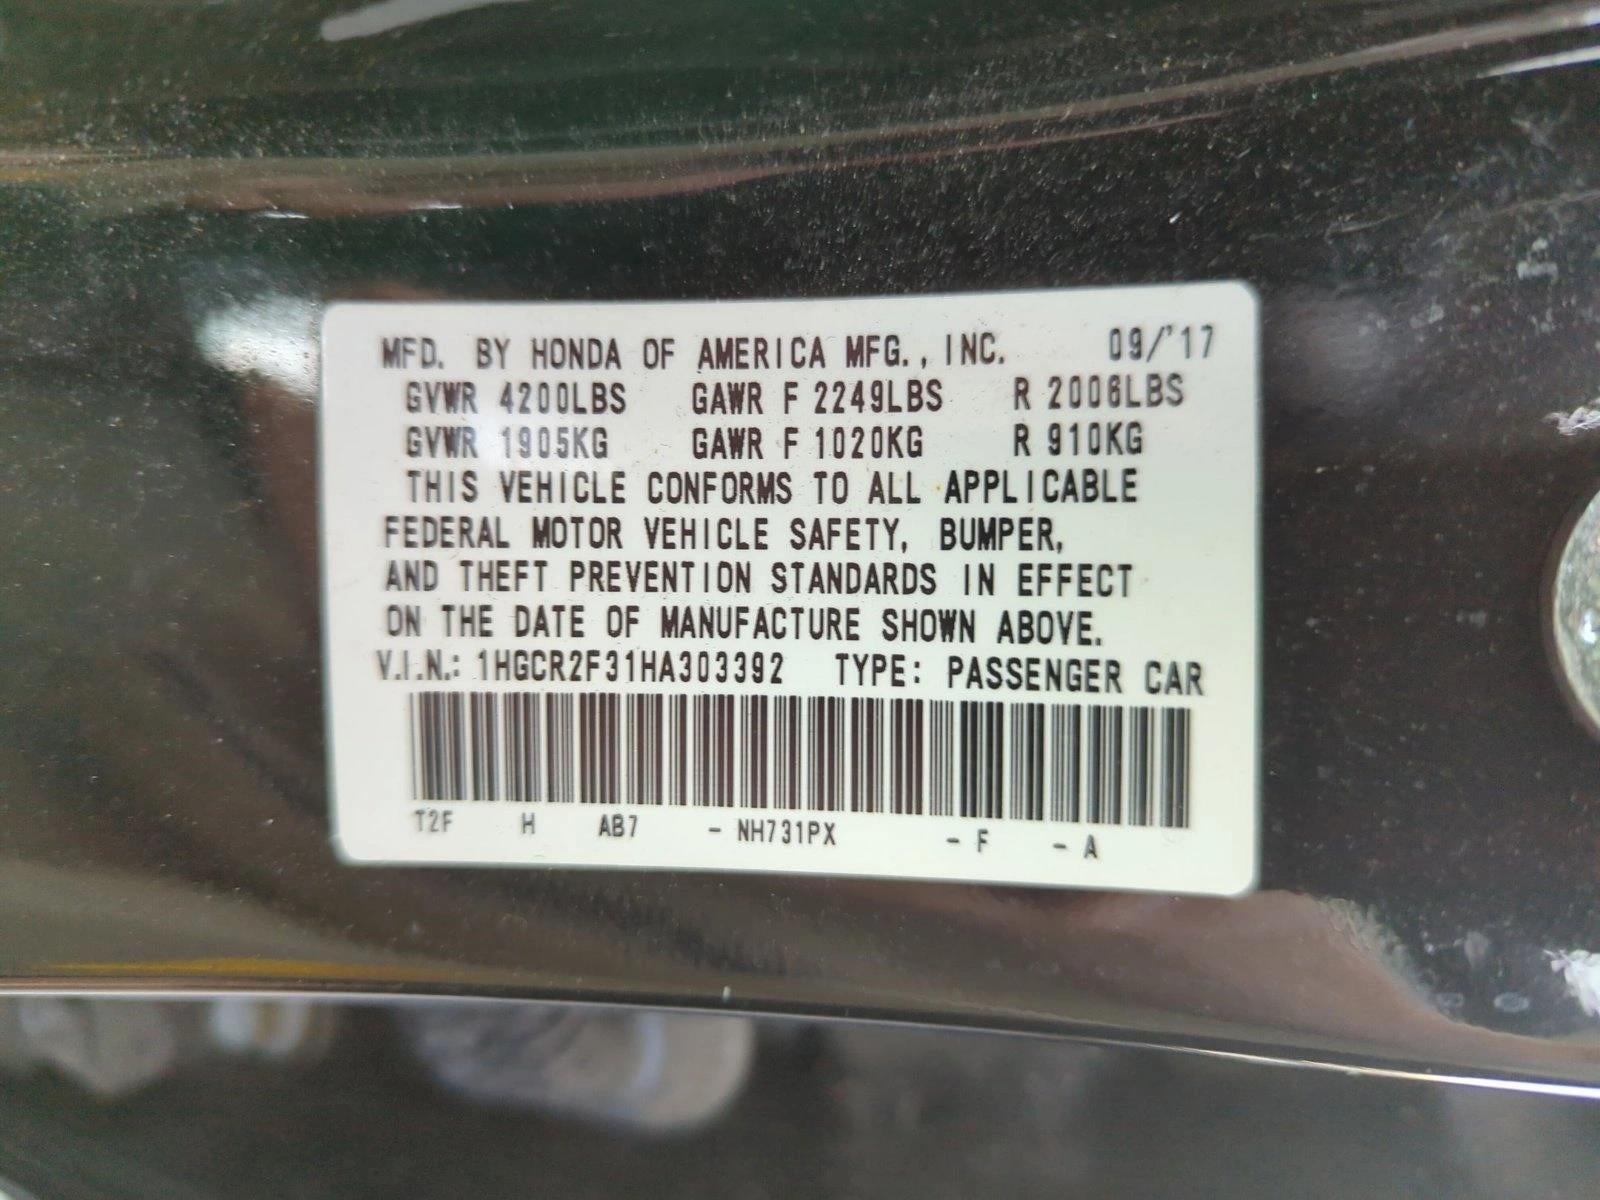 MFD. BY HONDA OF AMERICA MFG., INC. 09/'17
GVWR 4200LBS GAWR F 2249LBS R 2006LBS
GVWR 1905KG GAWR F 1020KG R 910KG
THIS VEHICLE CONFORMS TO ALL APPLICABLE
FEDERAL MOTOR VEHICLE SAFETY, BUMPER,
AND THEFT PREVENTION STANDARDS IN EFFECT
ON THE DATE OF MANUFACTURE SHOWN ABOVE.
V.I.N.: 1HGCR2F31HA303392 TYPE: PASSENGER CAR
T2F H AB7 - NH731PX - F - A